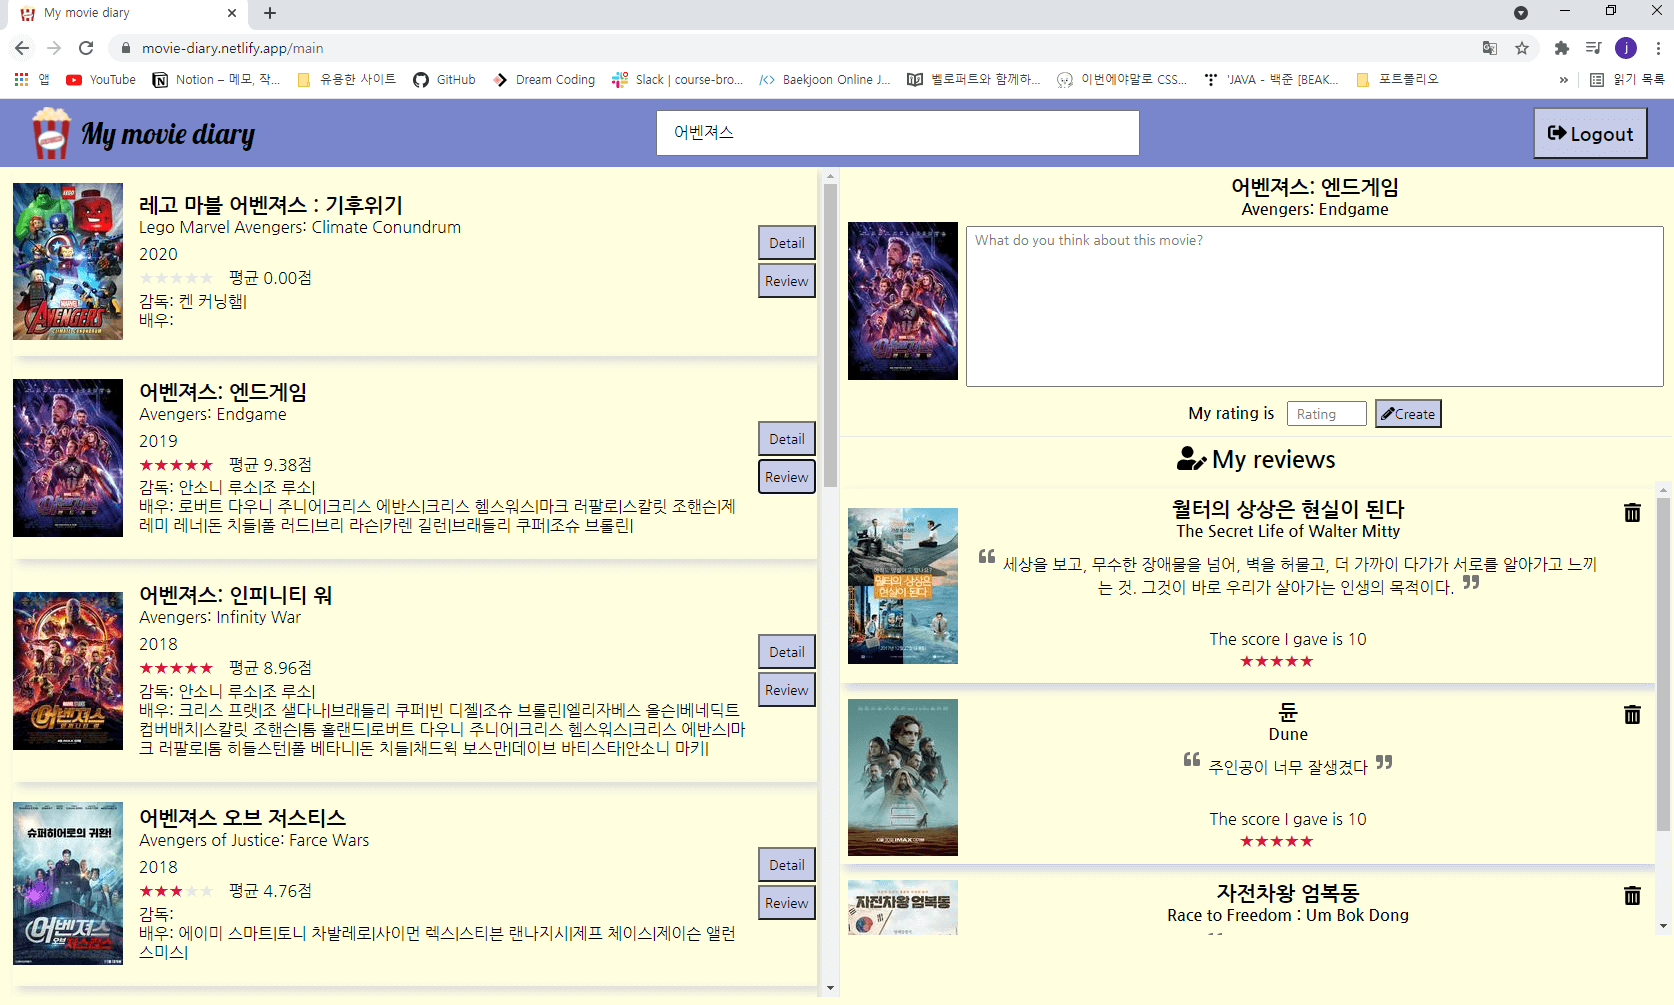 My movie diary
movie-diary.netlify.app/main
앱
YouTube
Notion – 메모, 작...
유용한 사이트
GitHub
Dream Coding
Slack | course-bro...
Baekjoon Online J...
벨로퍼트와 함께하...
이번에야말로 CSS...
'JAVA - 백준 [BEAK...
포트폴리오
»
읽기 목록
My movie diary
어벤져스
Logout
레고 마블 어벤져스 : 기후위기
Lego Marvel Avengers: Climate Conundrum
2020
★★★★★ 평균 0.00점
감독: 켄 커닝햄|
배우:
Detail
Review
어벤져스: 엔드게임
Avengers: Endgame
2019
★★★★★ 평균 9.38점
감독: 안소니 루소|조 루소|
배우: 로버트 다우니 주니어|크리스 에반스|크리스 헴스워스|마크 러팔로|스칼릿 조핸슨|제
레미 레너|돈 치들|폴 러드|브리 라슨|카렌 길런|브래들리 쿠퍼|조슈 브롤린|
Detail
Review
어벤져스: 인피니티 워
Avengers: Infinity War
2018
★★★★★ 평균 8.96점
감독: 안소니 루소|조 루소|
배우: 크리스 프랫|조 샐다나|브래들리 쿠퍼|빈 디젤|조슈 브롤린|엘리자베스 올슨|베네딕트
컴버배치|스칼릿 조핸슨|톰 홀랜드|로버트 다우니 주니어|크리스 헴스워스|크리스 에반스|마
크 러팔로|톰 히들스턴|폴 베타니|돈 치들|채드윅 보스만|데이브 바티스타|안소니 마키|
Detail
Review
슈퍼히어로의 귀환!
어벤져스
오브 저스티스
어벤져스 오브 저스티스
Avengers of Justice: Farce Wars
2018
★★★★★ 평균 4.76점
감독:
배우: 에이미 스마트|토니 차발레로|사이먼 렉스|스티븐 랜나지시|제프 체이스|제이슨 앨런
스미스|
Detail
Review
어벤져스: 엔드게임
Avengers: Endgame
What do you think about this movie?
My rating is
Rating
Create
My reviews
월터의 상상은 현실이 된다
The Secret Life of Walter Mitty
“ 세상을 보고, 무수한 장애물을 넘어, 벽을 허물고, 더 가까이 다가가 서로를 알아가고 느끼
는 것. 그것이 바로 우리가 살아가는 인생의 목적이다. ”
The score I gave is 10
★★★★★
듄
Dune
“ 주인공이 너무 잘생겼다 ”
The score I gave is 10
★★★★★
자전차왕 엄복동
자전차왕 엄복동
Race to Freedom : Um Bok Dong